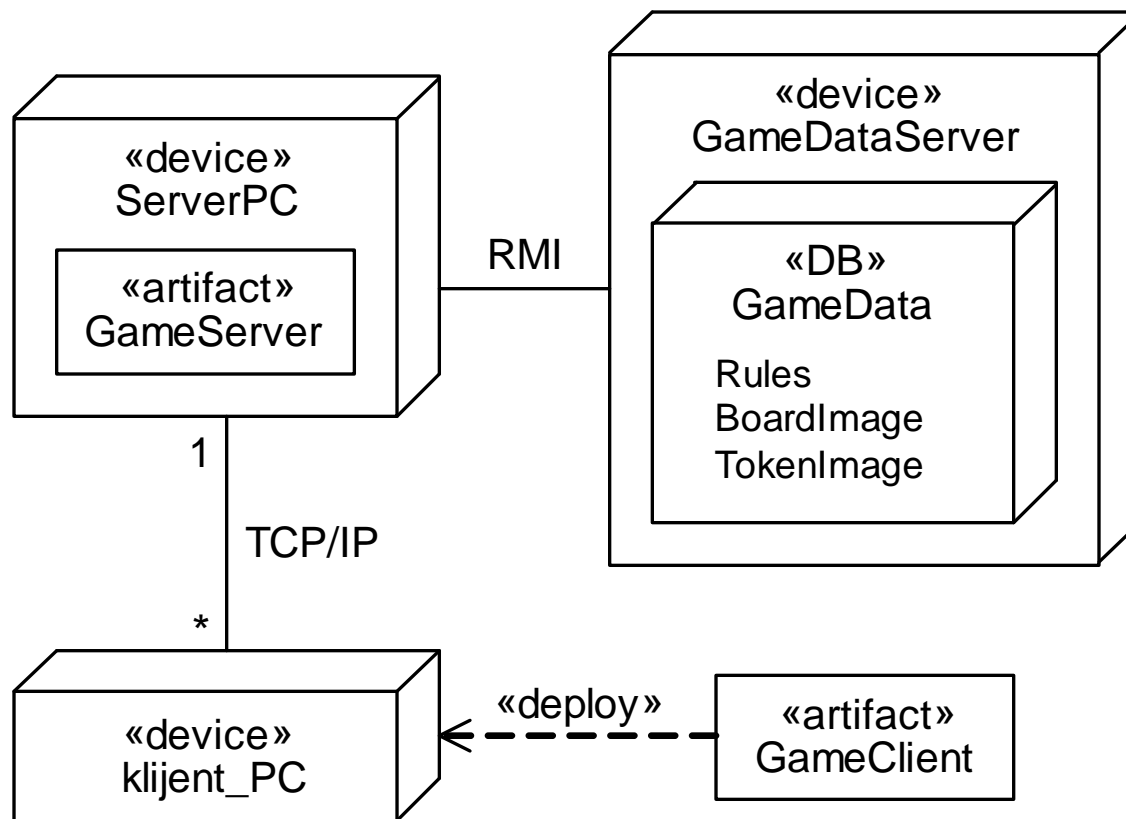 «device»
ServerPC
«artifact»
GameServer
RMI
«device»
GameDataServer
«DB»
GameData
Rules
BoardImage
TokenImage
1
TCP/IP
*
«device»
klijent_PC
«deploy»
«artifact»
GameClient